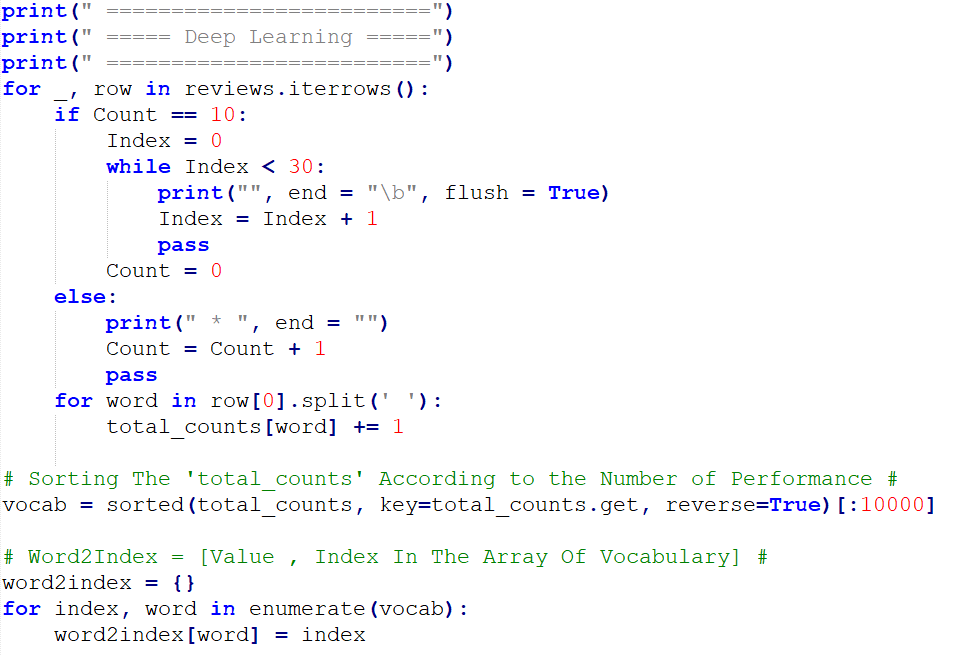 print(" =========================")
print(" ===== Deep Learning =====")
print(" =========================")
for _, row in reviews.iterrows():
    if Count == 10:
        Index = 0
        while Index < 30:
            print("", end = "\b", flush = True)
            Index = Index + 1
            pass
        Count = 0
    else:
        print(" * ", end = "")
        Count = Count + 1
        pass
    for word in row[0].split(' '):
        total_counts[word] += 1
# Sorting The 'total_counts' According to the Number of Performance #
vocab = sorted(total_counts, key=total_counts.get, reverse=True)[:10000]
# Word2Index = [Value , Index In The Array Of Vocabulary] #
word2index = {}
for index, word in enumerate(vocab):
    word2index[word] = index